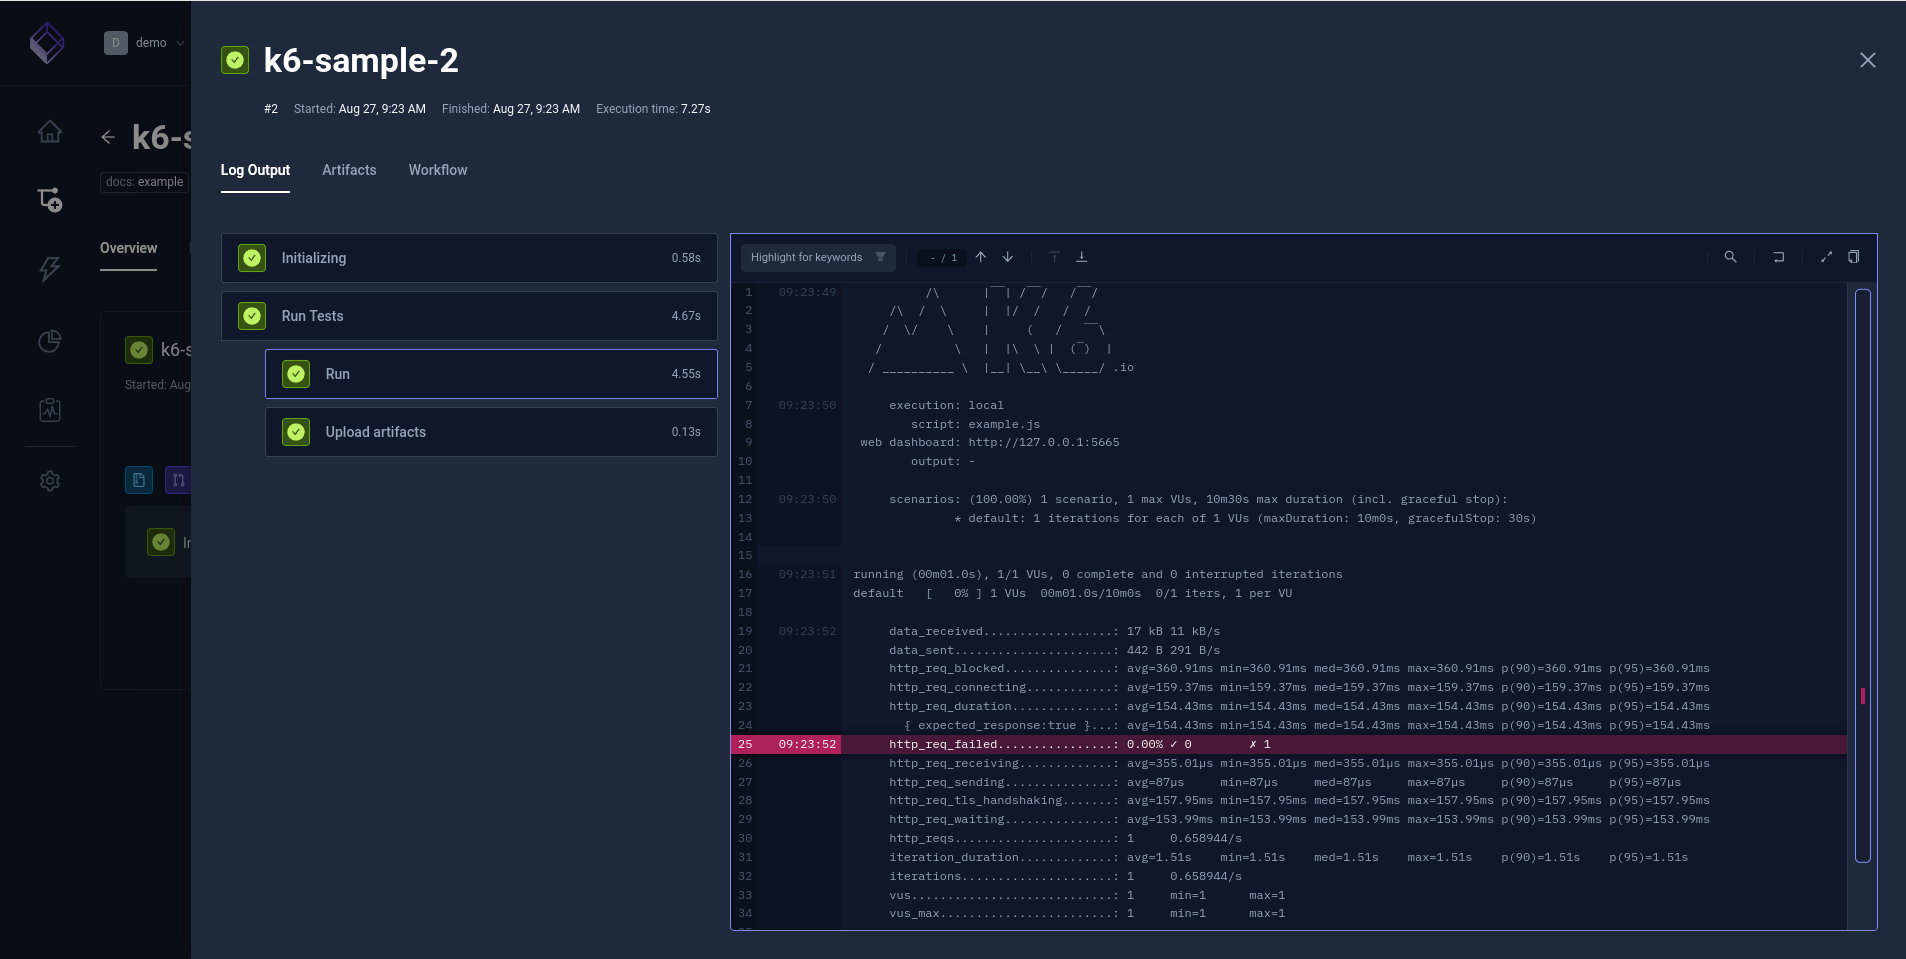 D demo
k6-s
docs: example
Overview
k6-s
Started: Aug
In
k6-sample-2
#2 Started: Aug 27, 9:23 AM Finished: Aug 27, 9:23 AM Execution time: 7.27s
Log Output Artifacts Workflow
Initializing 0.58s
Run Tests 4.67s
Run 4.55s
Upload artifacts 0.13s
Highlight for keywords - / 1
1 09:23:49 /\ |‾‾| /‾‾/ /‾‾/
2 /\ / \ | |/ / / /
3 / \/ \ | ( / ‾‾\
4 / \ | |\ \ | (‾) |
5 / __________ \ |__| \__\ \_____/ .io
6
7 09:23:50 execution: local
8 script: example.js
9 web dashboard: http://127.0.0.1:5665
10 output: -
11
12 09:23:50 scenarios: (100.00%) 1 scenario, 1 max VUs, 10m30s max duration (incl. graceful stop):
13 * default: 1 iterations for each of 1 VUs (maxDuration: 10m0s, gracefulStop: 30s)
14
15
16 09:23:51 running (00m01.0s), 1/1 VUs, 0 complete and 0 interrupted iterations
17 default [ 0% ] 1 VUs 00m01.0s/10m0s 0/1 iters, 1 per VU
18
19 09:23:52 data_received..................: 17 kB 11 kB/s
20 data_sent......................: 442 B 291 B/s
21 http_req_blocked...............: avg=360.91ms min=360.91ms med=360.91ms max=360.91ms p(90)=360.91ms p(95)=360.91ms
22 http_req_connecting............: avg=159.37ms min=159.37ms med=159.37ms max=159.37ms p(90)=159.37ms p(95)=159.37ms
23 http_req_duration..............: avg=154.43ms min=154.43ms med=154.43ms max=154.43ms p(90)=154.43ms p(95)=154.43ms
24 { expected_response:true }...: avg=154.43ms min=154.43ms med=154.43ms max=154.43ms p(90)=154.43ms p(95)=154.43ms
25 09:23:52 http_req_failed................: 0.00% ✓ 0 ✗ 1
26 http_req_receiving.............: avg=355.01µs min=355.01µs med=355.01µs max=355.01µs p(90)=355.01µs p(95)=355.01µs
27 http_req_sending...............: avg=87µs min=87µs med=87µs max=87µs p(90)=87µs p(95)=87µs
28 http_req_tls_handshaking.......: avg=157.95ms min=157.95ms med=157.95ms max=157.95ms p(90)=157.95ms p(95)=157.95ms
29 http_req_waiting...............: avg=153.99ms min=153.99ms med=153.99ms max=153.99ms p(90)=153.99ms p(95)=153.99ms
30 http_reqs......................: 1 0.658944/s
31 iteration_duration.............: avg=1.51s min=1.51s med=1.51s max=1.51s p(90)=1.51s p(95)=1.51s
32 iterations.....................: 1 0.658944/s
33 vus............................: 1 min=1 max=1
34 vus_max........................: 1 min=1 max=1